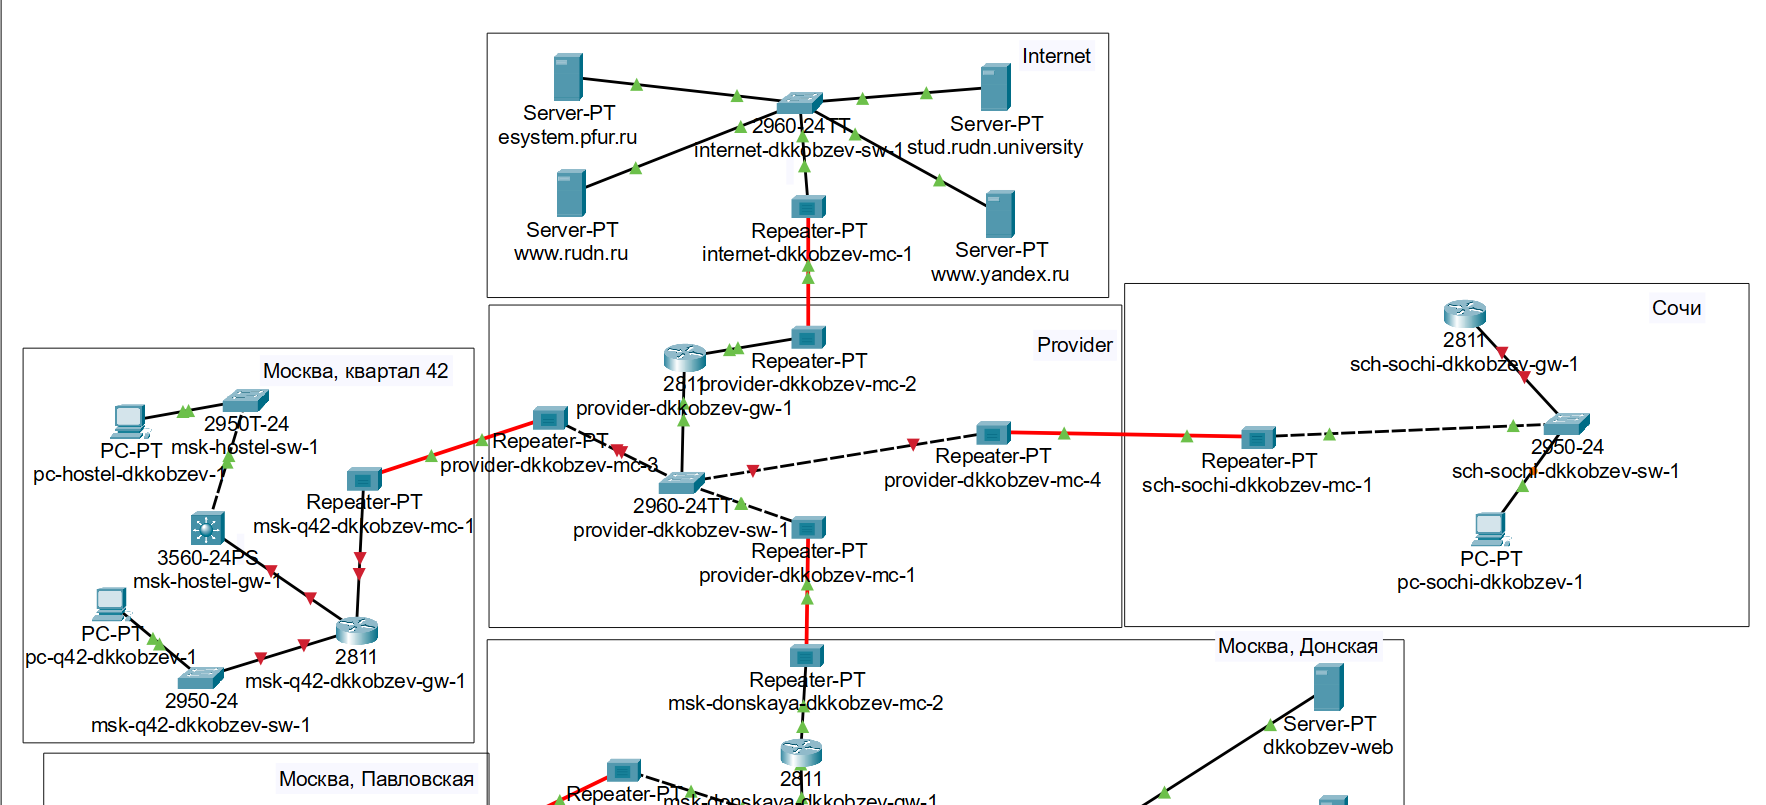 Internet
Server-PT
esystem.pfur.ru
2960-24TT
internet-dkkobzev-sw-1
Server-PT
stud.rudn.university
Server-PT
www.rudn.ru
Repeater-PT
internet-dkkobzev-mc-1
Server-PT
www.yandex.ru
Provider
Repeater-PT
provider-dkkobzev-mc-2
2811
provider-dkkobzev-gw-1
Repeater-PT
provider-dkkobzev-mc-3
Repeater-PT
provider-dkkobzev-mc-4
2960-24TT
provider-dkkobzev-sw-1
Repeater-PT
provider-dkkobzev-mc-1
Сочи
2811
sch-sochi-dkkobzev-gw-1
2950-24
sch-sochi-dkkobzev-sw-1
Repeater-PT
sch-sochi-dkkobzev-mc-1
PC-PT
pc-sochi-dkkobzev-1
Москва, квартал 42
2950T-24
msk-hostel-sw-1
PC-PT
pc-hostel-dkkobzev-1
Repeater-PT
msk-q42-dkkobzev-mc-1
3560-24PS
msk-hostel-gw-1
PC-PT
pc-q42-dkkobzev-1
2811
msk-q42-dkkobzev-gw-1
2950-24
msk-q42-dkkobzev-sw-1
Москва, Донская
Repeater-PT
msk-donskaya-dkkobzev-mc-2
Server-PT
dkkobzev-web
2811
msk-donskaya-dkkobzev-gw-1
Repeater-PT
Москва, Павловская